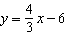 y = 4/3 x − 6